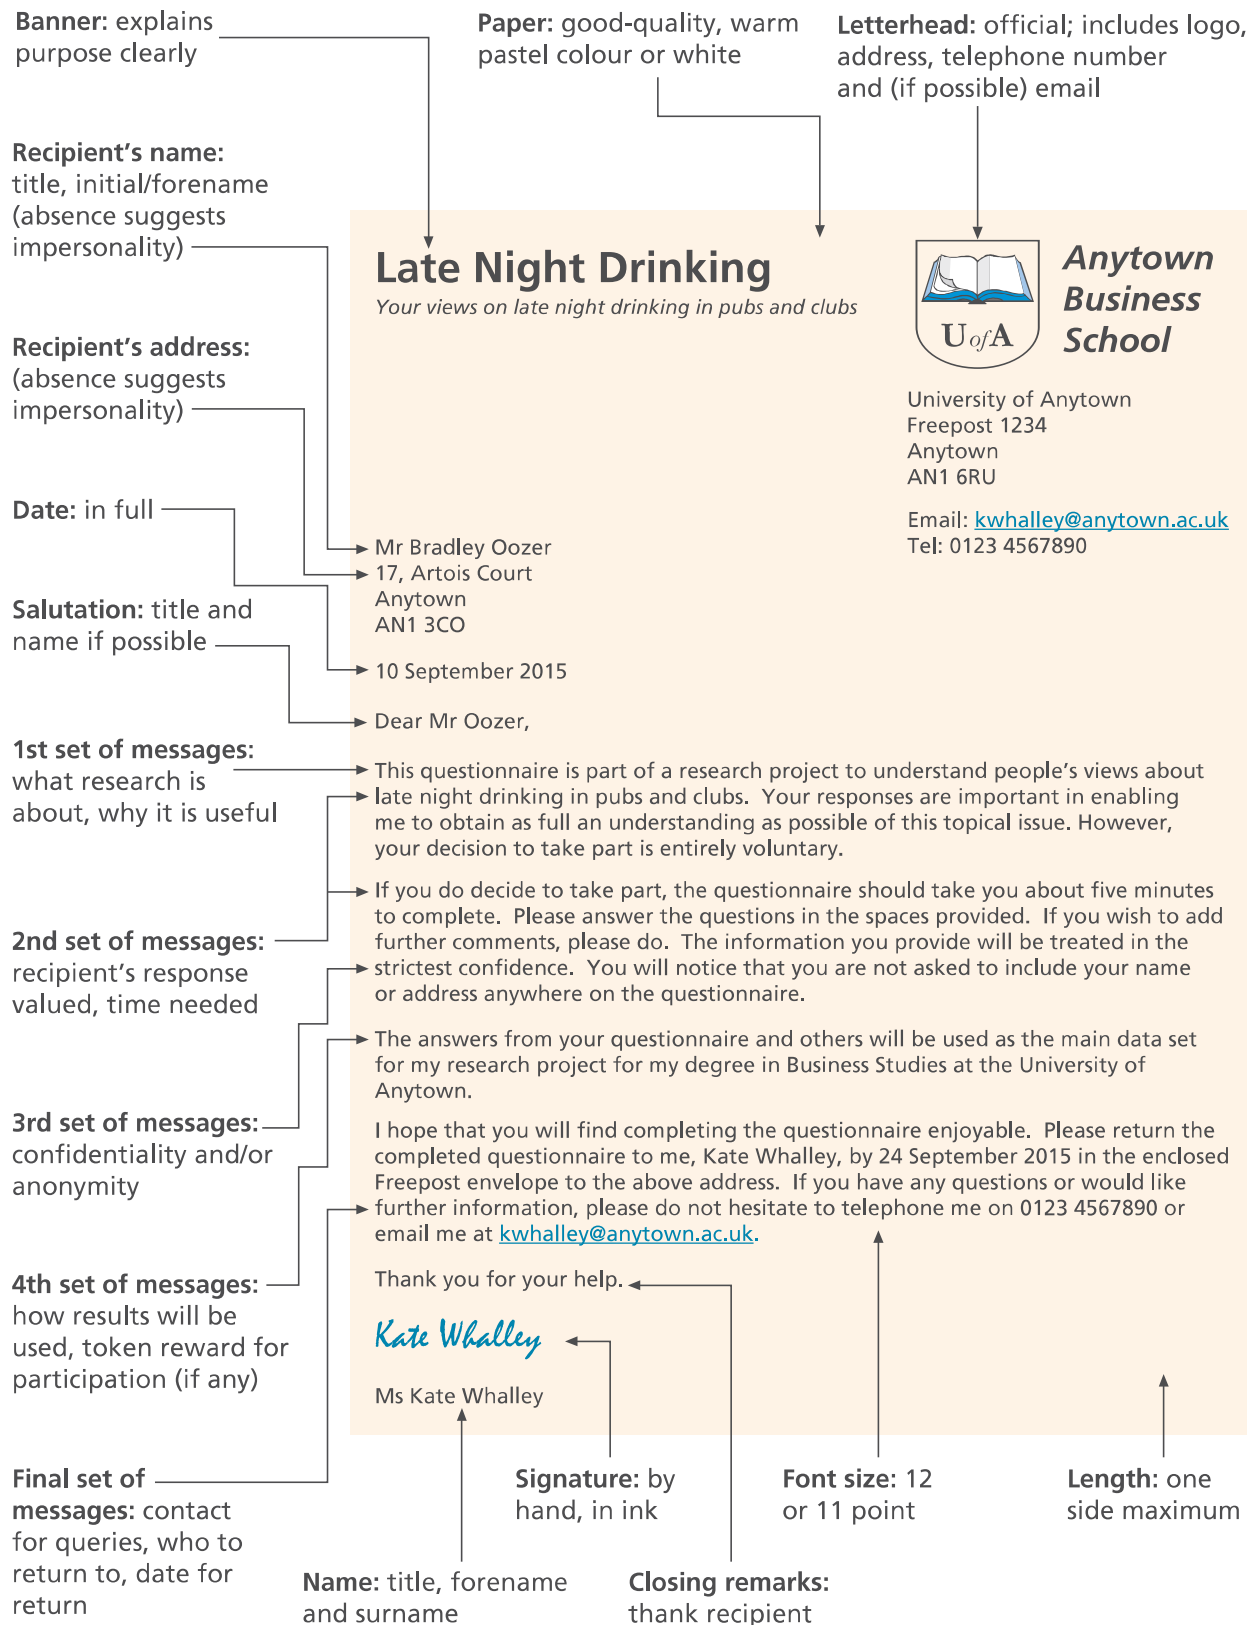 Banner: explains
purpose clearly
Paper: good-quality, warm
pastel colour or white
Letterhead: official; includes logo,
address, telephone number
and (if possible) email
Recipient’s name:
title, initial/forename
(absence suggests
impersonality)
Recipient’s address:
(absence suggests
impersonality)
Date: in full
Salutation: title and
name if possible
1st set of messages:
what research is
about, why it is useful
2nd set of messages:
recipient’s response
valued, time needed
3rd set of messages:
confidentiality and/or
anonymity
4th set of messages:
how results will be
used, token reward for
participation (if any)
Final set of
messages: contact
for queries, who to
return to, date for
return
Late Night Drinking
Your views on late night drinking in pubs and clubs
U of A
Anytown
Business
School
University of Anytown
Freepost 1234
Anytown
AN1 6RU
Email: kwhalley@anytown.ac.uk
Tel: 0123 4567890
Mr Bradley Oozer
17, Artois Court
Anytown
AN1 3CO
10 September 2015
Dear Mr Oozer,
This questionnaire is part of a research project to understand people’s views about
late night drinking in pubs and clubs. Your responses are important in enabling
me to obtain as full an understanding as possible of this topical issue. However,
your decision to take part is entirely voluntary.
If you do decide to take part, the questionnaire should take you about five minutes
to complete. Please answer the questions in the spaces provided. If you wish to add
further comments, please do. The information you provide will be treated in the
strictest confidence. You will notice that you are not asked to include your name
or address anywhere on the questionnaire.
The answers from your questionnaire and others will be used as the main data set
for my research project for my degree in Business Studies at the University of
Anytown.
I hope that you will find completing the questionnaire enjoyable. Please return the
completed questionnaire to me, Kate Whalley, by 24 September 2015 in the enclosed
Freepost envelope to the above address. If you have any questions or would like
further information, please do not hesitate to telephone me on 0123 4567890 or
email me at kwhalley@anytown.ac.uk.
Thank you for your help.
Kate Whalley
Ms Kate Whalley
Signature: by
hand, in ink
Font size: 12
or 11 point
Length: one
side maximum
Name: title, forename
and surname
Closing remarks:
thank recipient